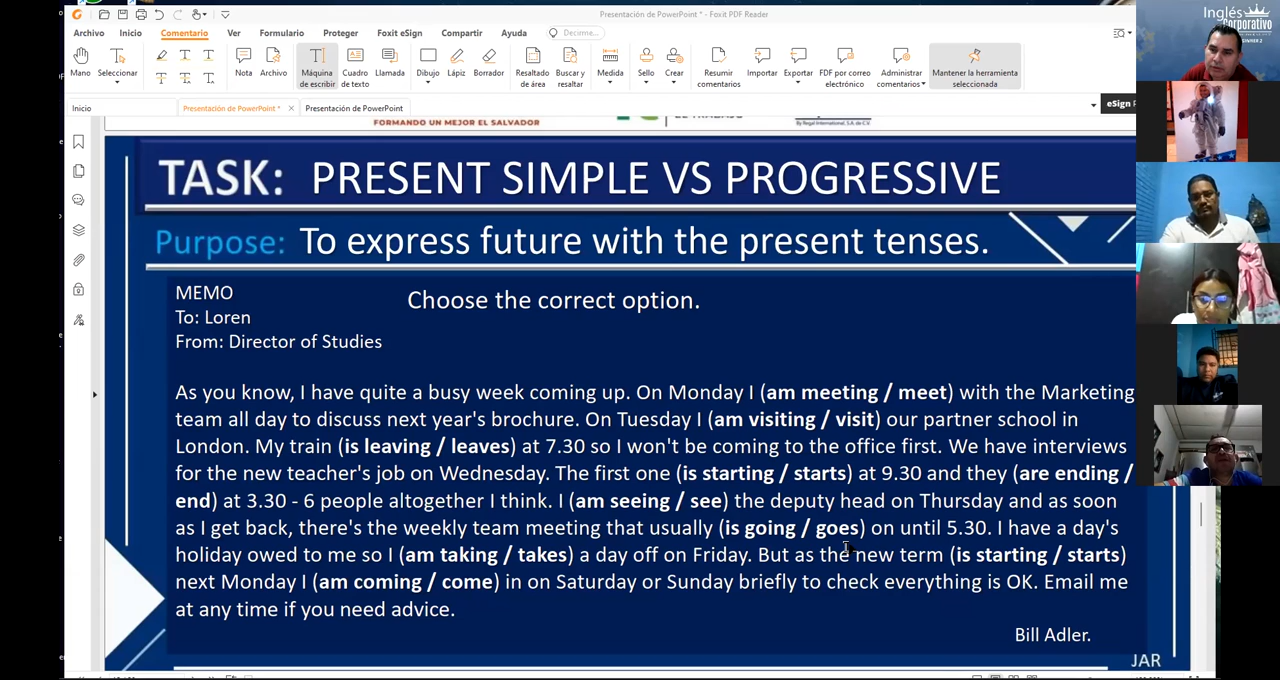 Presentación de PowerPoint * - Foxit PDF Reader
Archivo Inicio Comentario Ver Formulario Proteger Foxit eSign Compartir Ayuda Decirme...
Mano Seleccionar Nota Archivo Máquina de escribir Cuadro de texto Llamada Dibujo Lápiz Borrador Resaltado de área Buscar y resaltar Medida Sello Crear Resumir comentarios Importar Exportar PDF por correo electrónico Administrar comentarios Mantener la herramienta seleccionada
Inicio Presentación de PowerPoint * Presentación de PowerPoint eSign
Inglés
Corporativo
FORMANDO UN MEJOR EL SALVADOR
By Regal International, S.A. de C.V.
TASK: PRESENT SIMPLE VS PROGRESSIVE
Purpose: To express future with the present tenses.
MEMO
Choose the correct option.
To: Loren
From: Director of Studies
As you know, I have quite a busy week coming up. On Monday I (am meeting / meet) with the Marketing
team all day to discuss next year's brochure. On Tuesday I (am visiting / visit) our partner school in
London. My train (is leaving / leaves) at 7.30 so I won't be coming to the office first. We have interviews
for the new teacher's job on Wednesday. The first one (is starting / starts) at 9.30 and they (are ending /
end) at 3.30 - 6 people altogether I think. I (am seeing / see) the deputy head on Thursday and as soon
as I get back, there's the weekly team meeting that usually (is going / goes) on until 5.30. I have a day's
holiday owed to me so I (am taking / takes) a day off on Friday. But as the new term (is starting / starts)
next Monday I (am coming / come) in on Saturday or Sunday briefly to check everything is OK. Email me
at any time if you need advice.
Bill Adler.
JAR